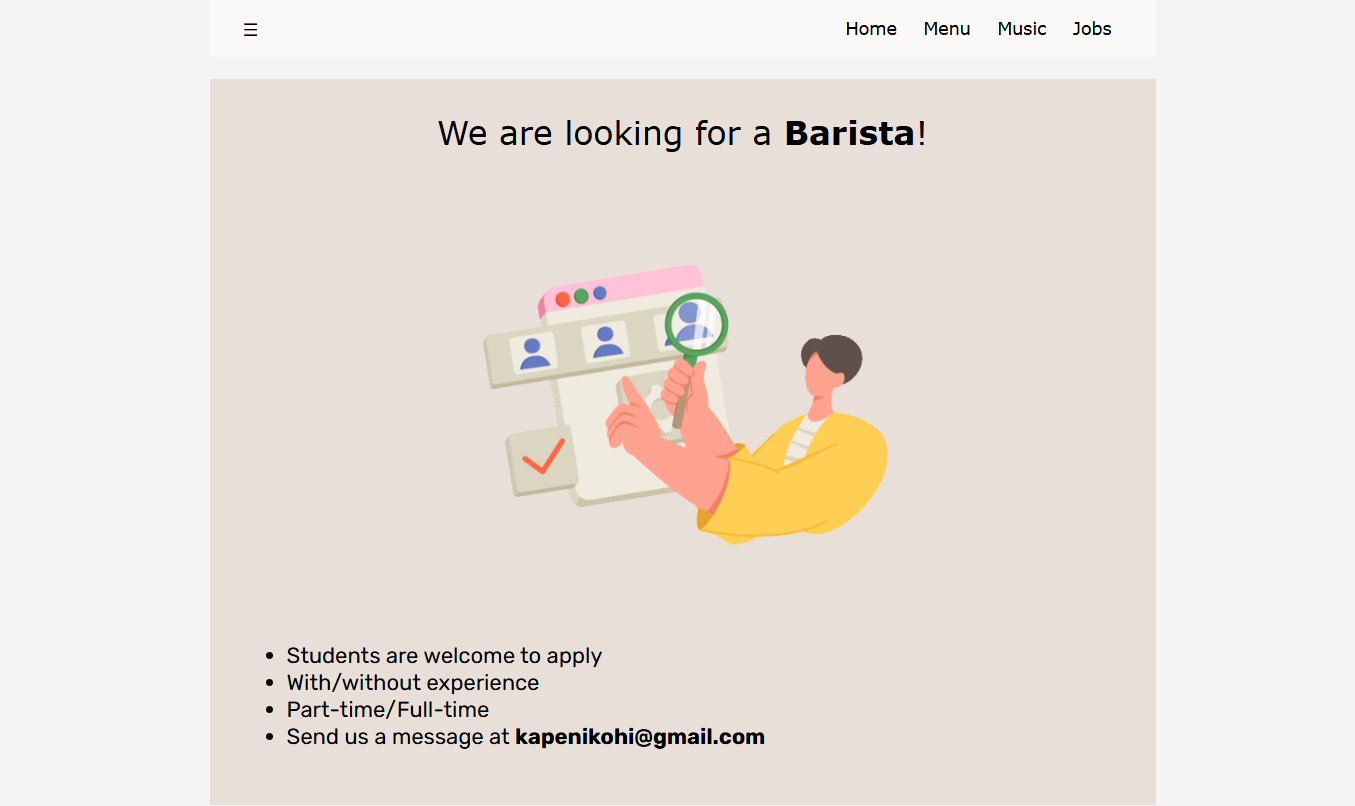 ☰ Home Menu Music Jobs
We are looking for a Barista!
• Students are welcome to apply
• With/without experience
• Part-time/Full-time
• Send us a message at kapenikohi@gmail.com